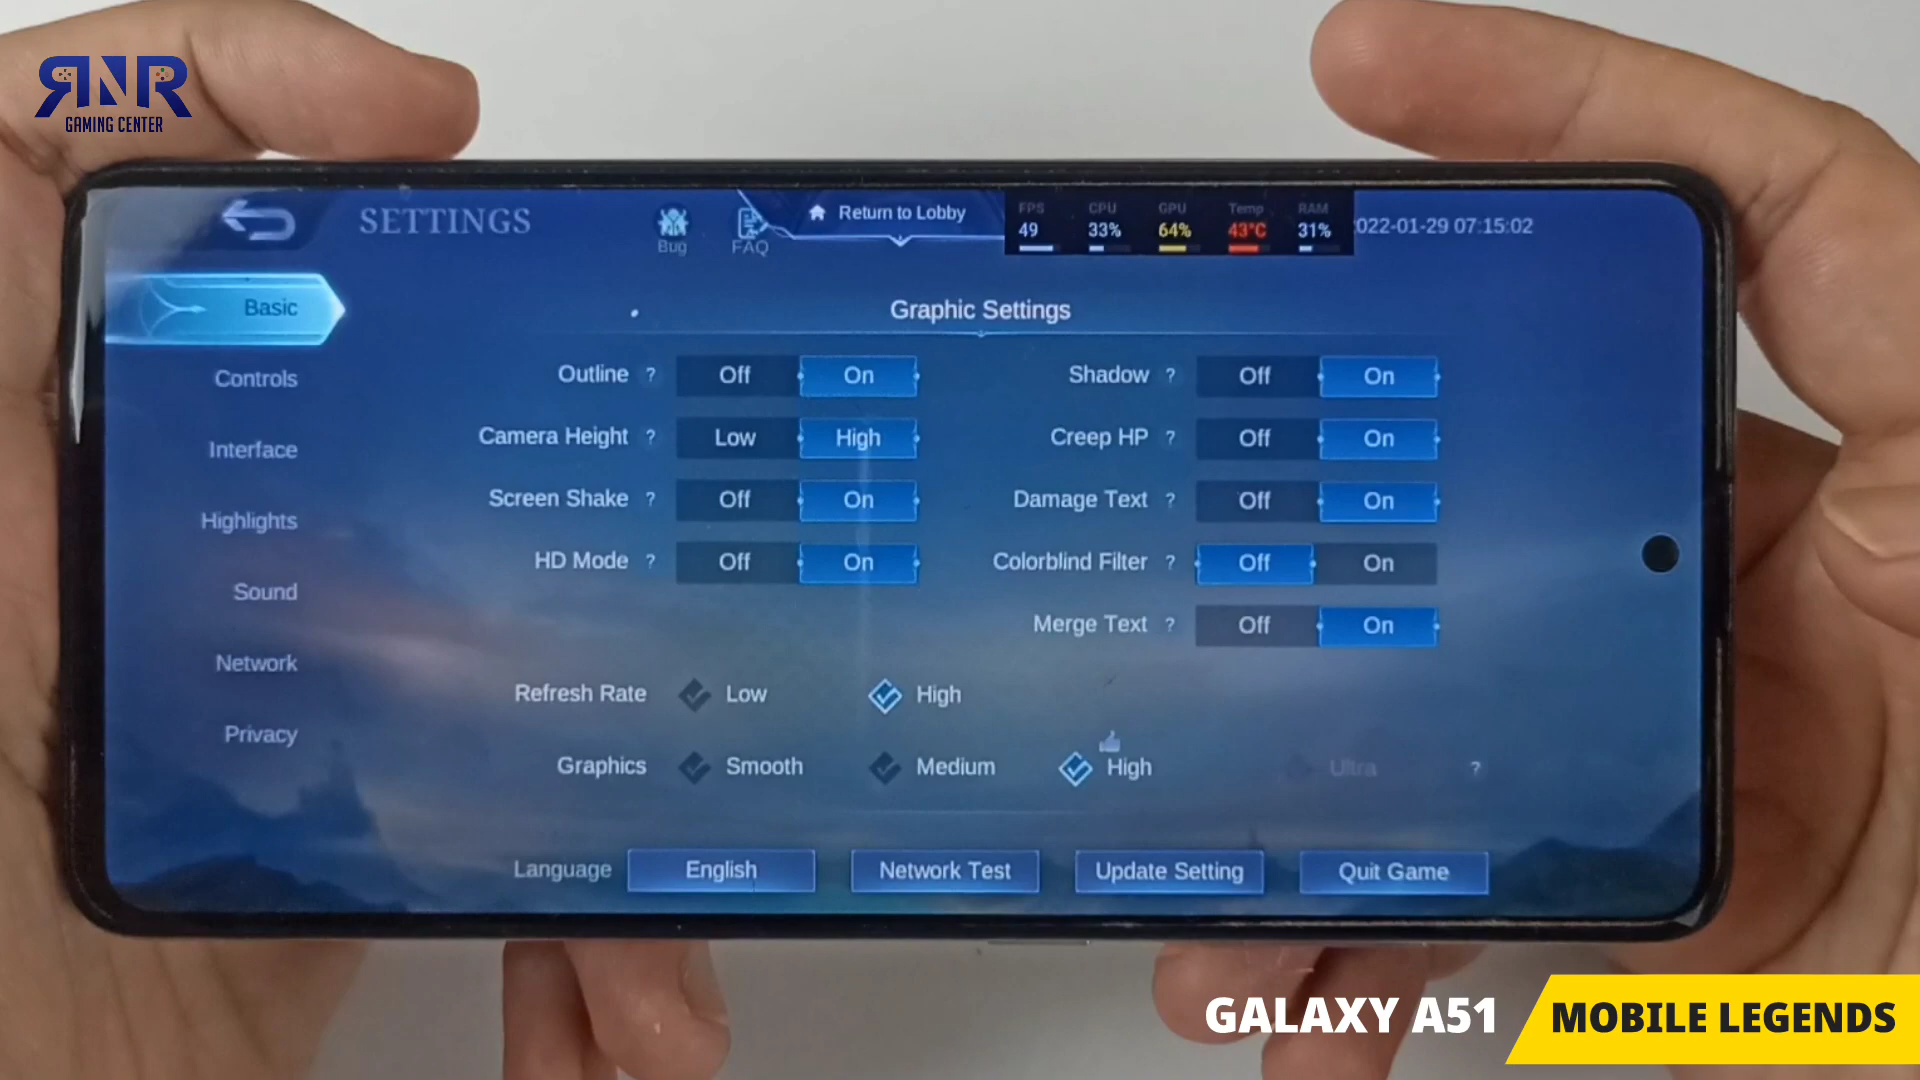 RNR
GAMING CENTER
SETTINGS
Bug
FAQ
Return to Lobby
FPS CPU GPU Temp RAM
49 33% 64% 43°C 31%
022-01-29 07:15:02
Basic
Controls
Interface
Highlights
Sound
Network
Privacy
Graphic Settings
Outline ? Off On
Shadow ? Off On
Camera Height ? Low High
Creep HP ? Off On
Screen Shake ? Off On
Damage Text ? Off On
HD Mode ? Off On
Colorblind Filter ? Off On
Merge Text ? Off On
Refresh Rate Low High
Graphics Smooth Medium High Ultra ?
Language English Network Test Update Setting Quit Game
GALAXY A51
MOBILE LEGENDS